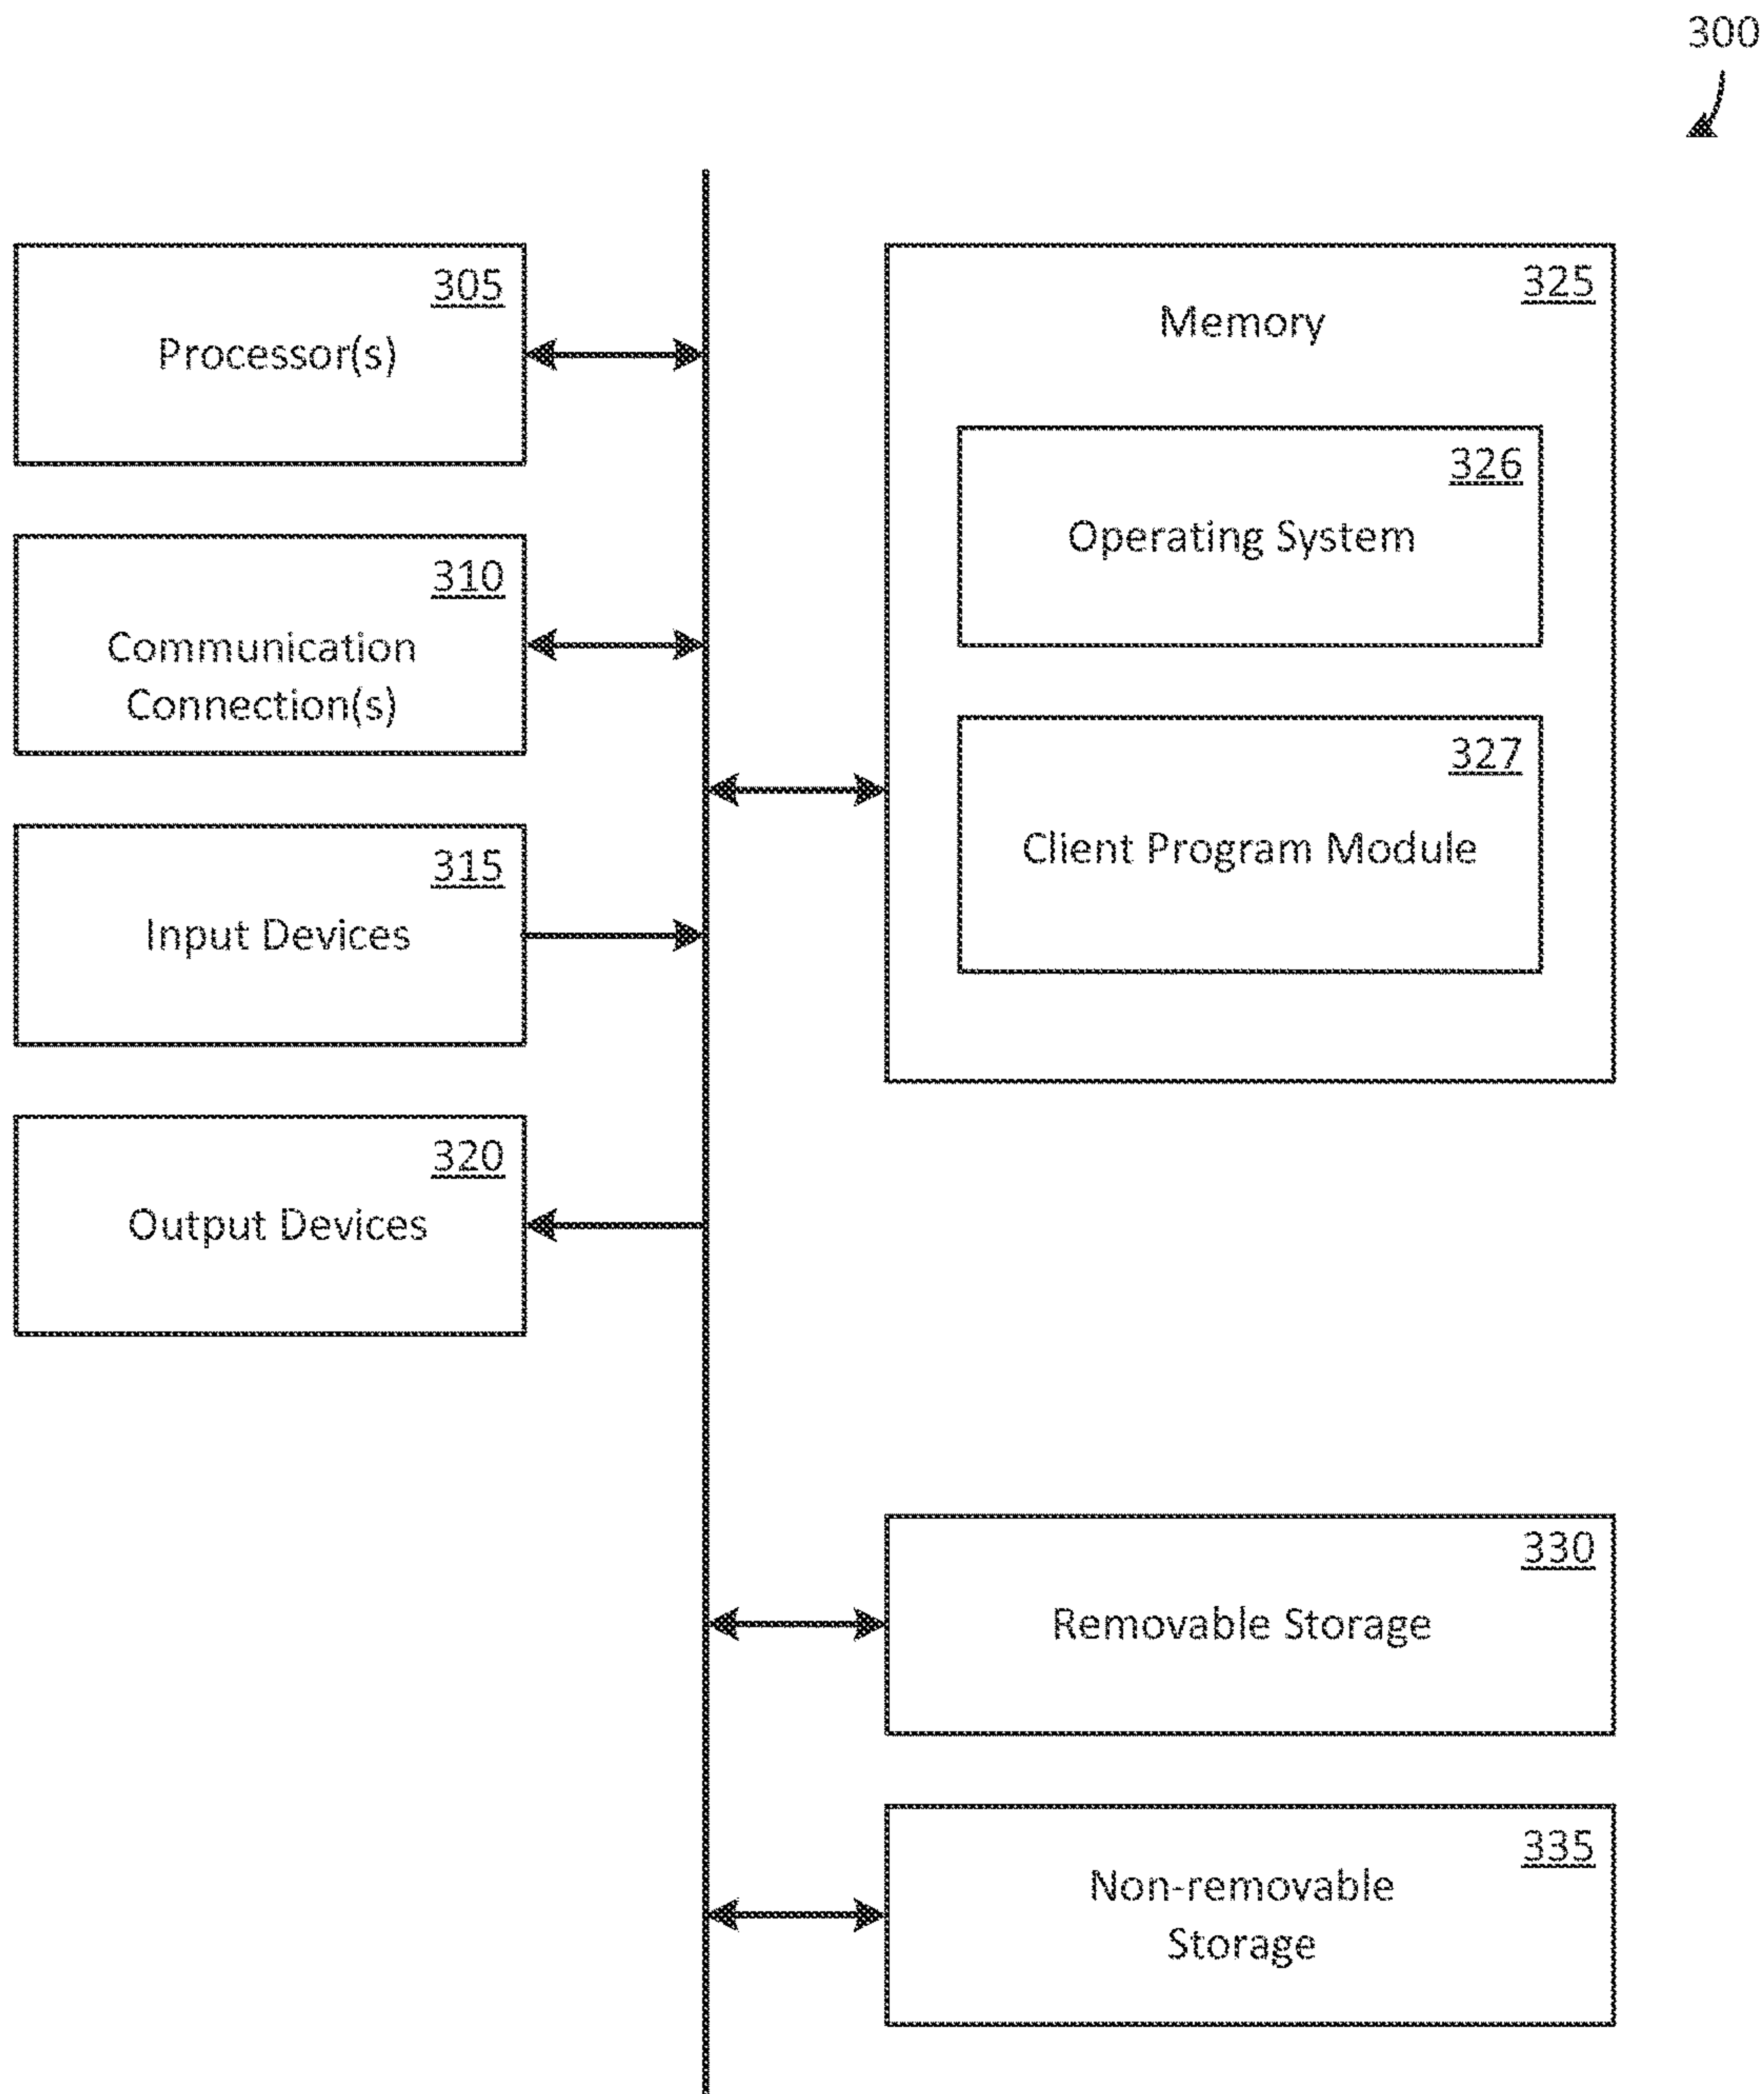 300
305
Processor(s)
310
Communication
Connection(s)
315
Input Devices
320
Output Devices
325
Memory
326
Operating System
327
Client Program Module
330
Removable Storage
335
Non-removable
Storage